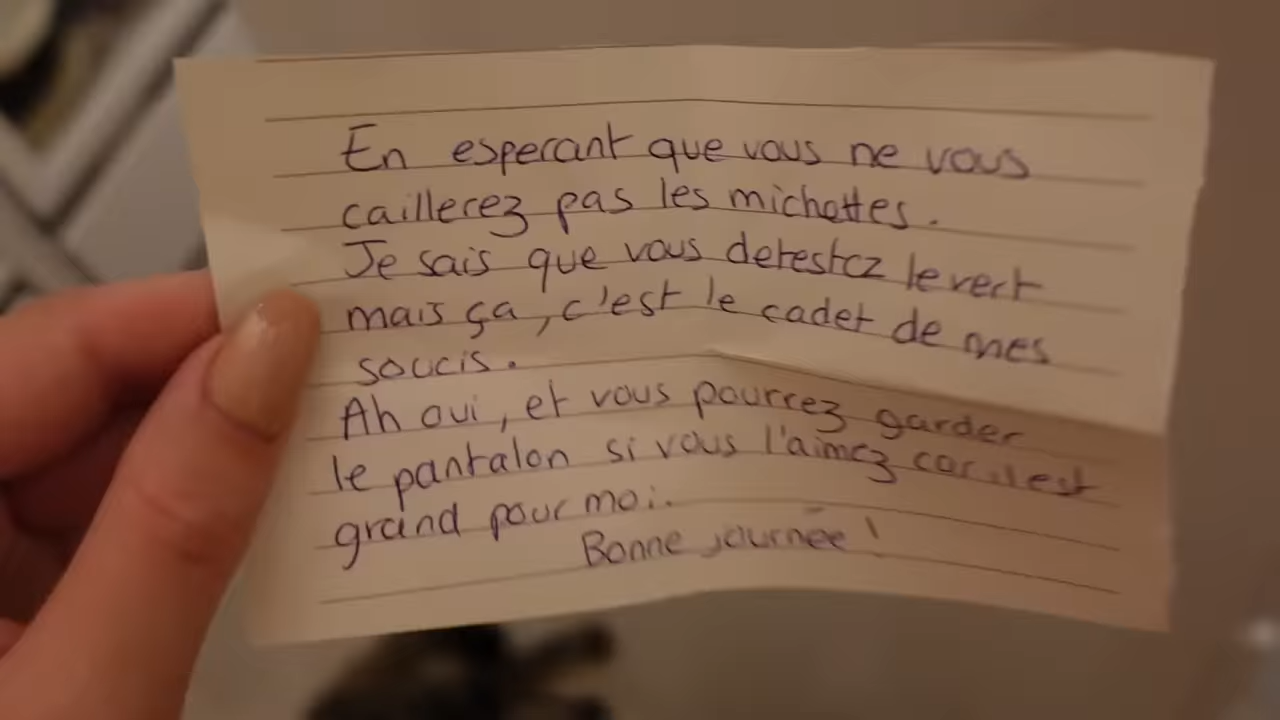 En esperant que vous ne vous
caillerez pas les michettes.
Je sais que vous detestez le vert
mais ça, c'est le cadet de mes
soucis.
Ah oui, et vous pourrez garder
le pantalon si vous l'aimez car il est
grand pour moi.
Bonne journée !